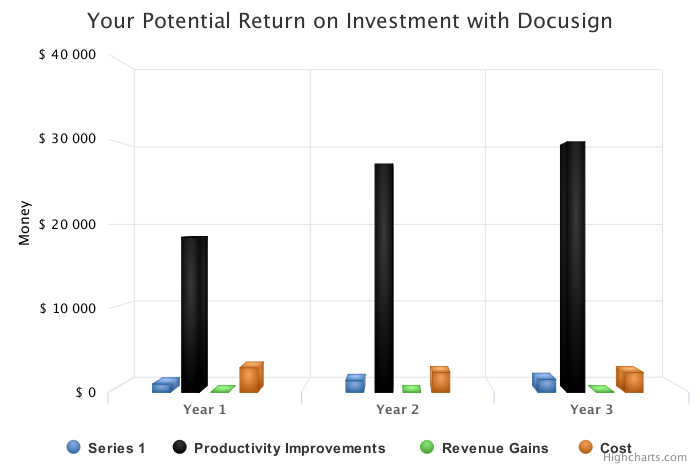 Your Potential Return on Investment with Docusign
$ 40 000
$ 30 000
$ 20 000
$ 10 000
$ 0
Money
Year 1
Year 2
Year 3
Series 1
Productivity Improvements
Revenue Gains
Cost
Highcharts.com